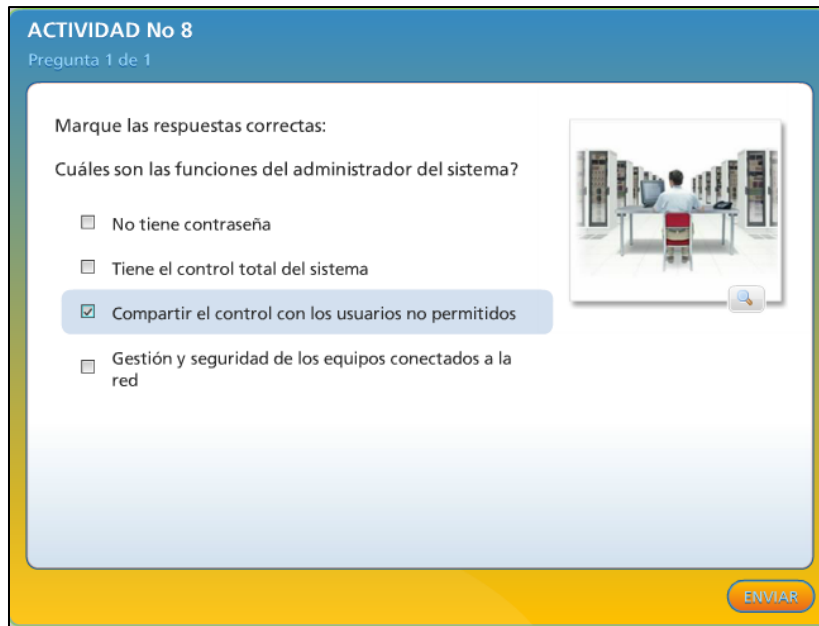 ACTIVIDAD No 8
Pregunta 1 de 1
Marque las respuestas correctas:
Cuáles son las funciones del administrador del sistema?
No tiene contraseña
Tiene el control total del sistema
Compartir el control con los usuarios no permitidos
Gestión y seguridad de los equipos conectados a la
red
ENVIAR